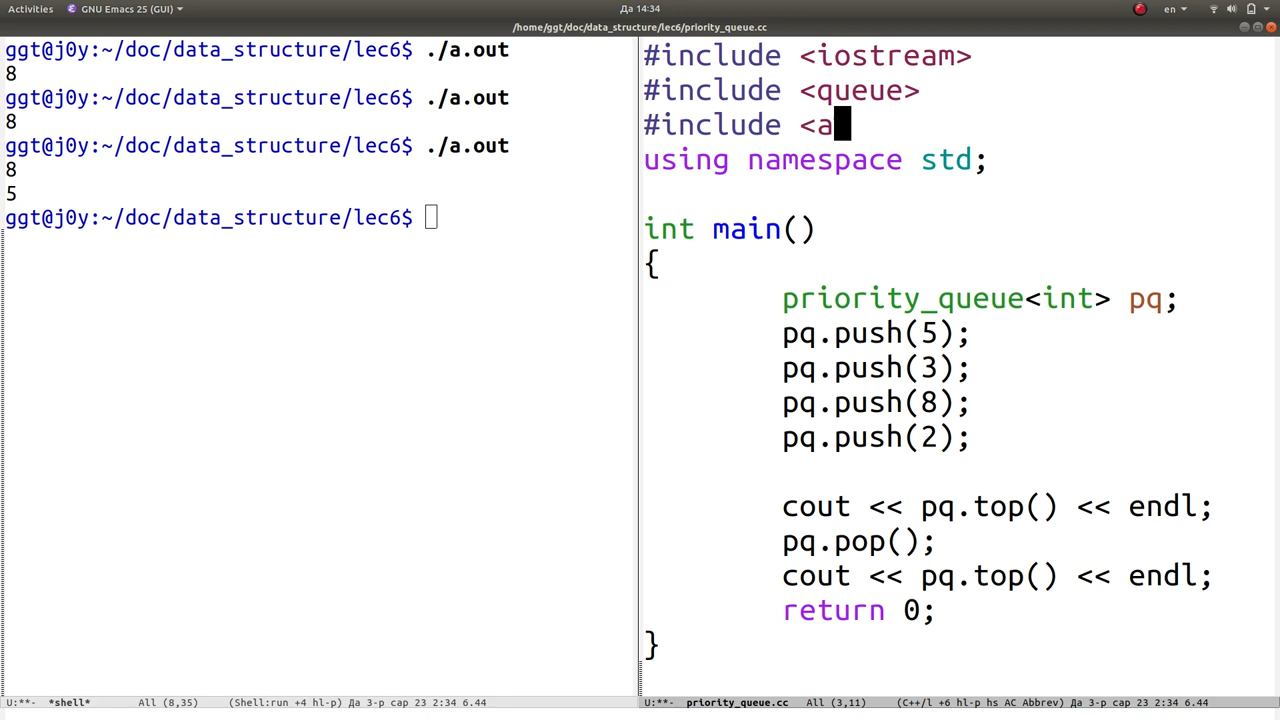 Activities
GNU Emacs 25 (GUI)
Да 14:34
en
/home/ggt/doc/data_structure/lec6/priority_queue.cc
ggt@j0y:~/doc/data_structure/lec6$ ./a.out
8
ggt@j0y:~/doc/data_structure/lec6$ ./a.out
8
ggt@j0y:~/doc/data_structure/lec6$ ./a.out
8
5
ggt@j0y:~/doc/data_structure/lec6$
U:**- *shell* All (8,35) (Shell:run +4 hl-p) Да 3-р сар 23 2:34 6.44
#include <iostream>
#include <queue>
#include <a
using namespace std;
int main()
{
priority_queue<int> pq;
pq.push(5);
pq.push(3);
pq.push(8);
pq.push(2);
cout << pq.top() << endl;
pq.pop();
cout << pq.top() << endl;
return 0;
}
U:**- priority_queue.cc All (3,11) (C++/l +6 hl-p hs AC Abbrev) Да 3-р сар 23 2:34 6.44